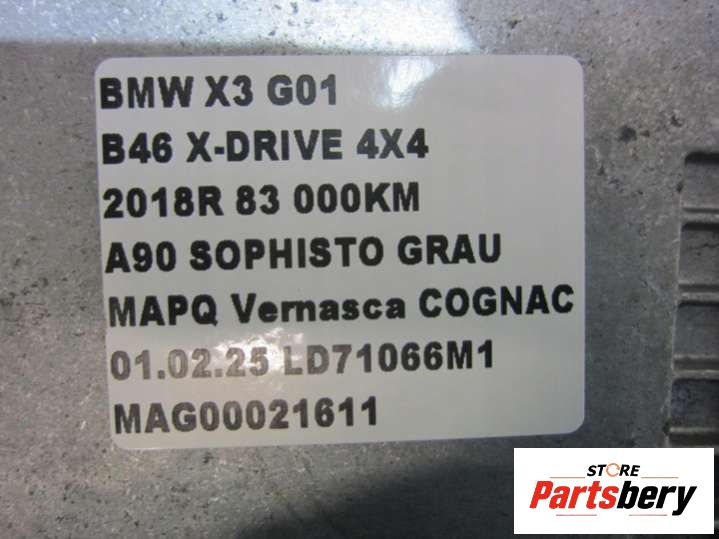 BMW X3 G01
B46 X-DRIVE 4X4
2018R 83 000KM
A90 SOPHISTO GRAU
MAPQ Vernasca COGNAC
01.02.25 LD71066M1
MAG00021611
STORE
Partsbery